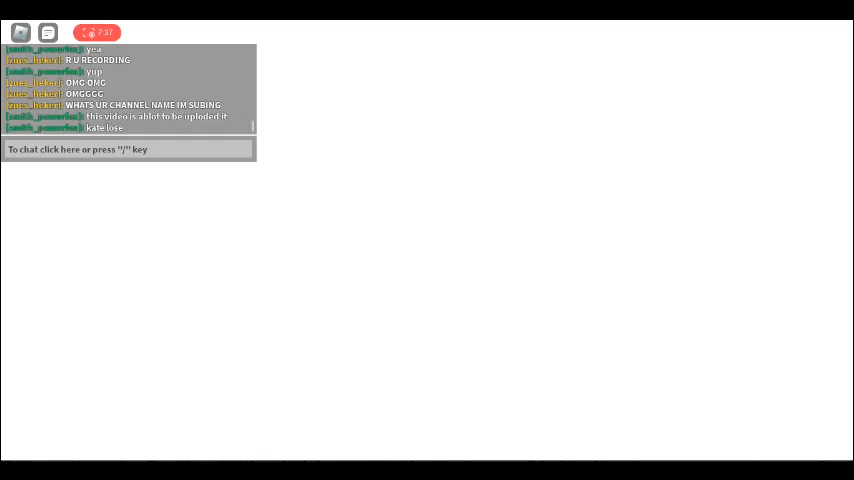 7:37
yea
R U RECORDING
yup
OMG OMG
OMGGGG
WHATS UR CHANNEL NAME IM SUBING
this video is ablot to be uploded it
kate lose
To chat click here or press "/" key